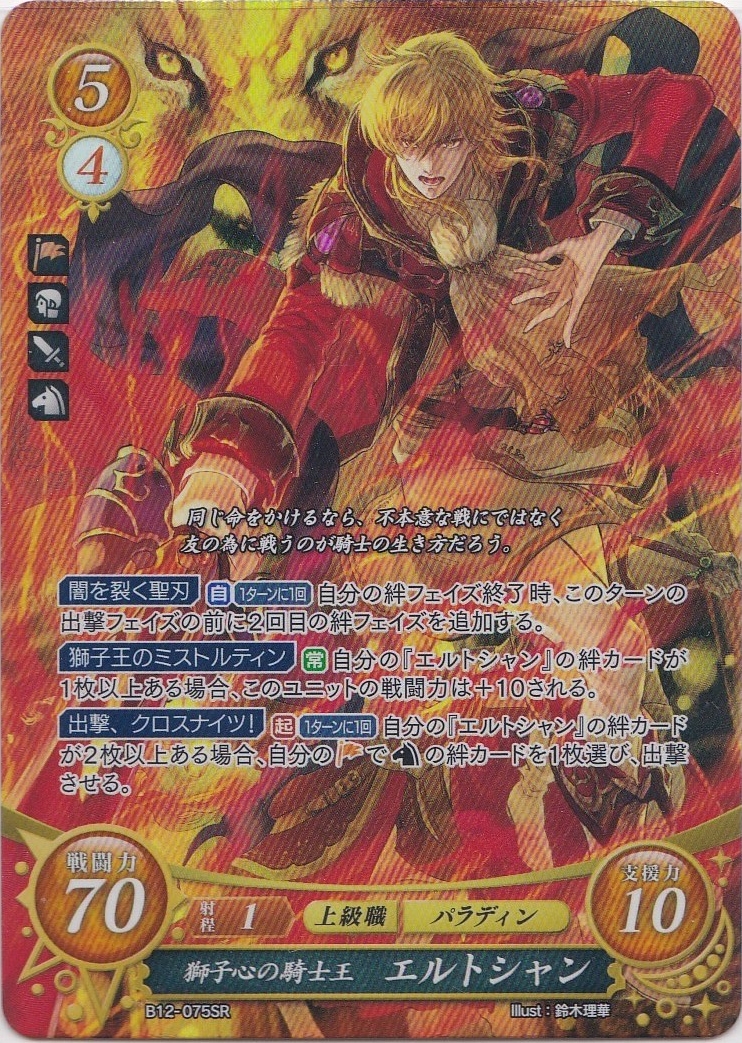 5
4
同じ命をかけるなら、不本意な戦にではなく
友の為に戦うのが騎士の生き方だろう。
闇を裂く聖刃 自 1ターンに1回 自分の絆フェイズ終了時、このターンの
出撃フェイズの前に2回目の絆フェイズを追加する。
獅子王のミストルティン 常 自分の『エルトシャン』の絆カードが
1枚以上ある場合、このユニットの戦闘力は+10される。
出撃、クロスナイツ! 起 1ターンに1回 自分の『エルトシャン』の絆カード
が2枚以上ある場合、自分の で の絆カードを1枚選び、出撃
させる。
戦闘力
70
射程 1 上級職 パラディン
支援力
10
獅子心の騎士王 エルトシャン
B12-075SR Illust:鈴木理華